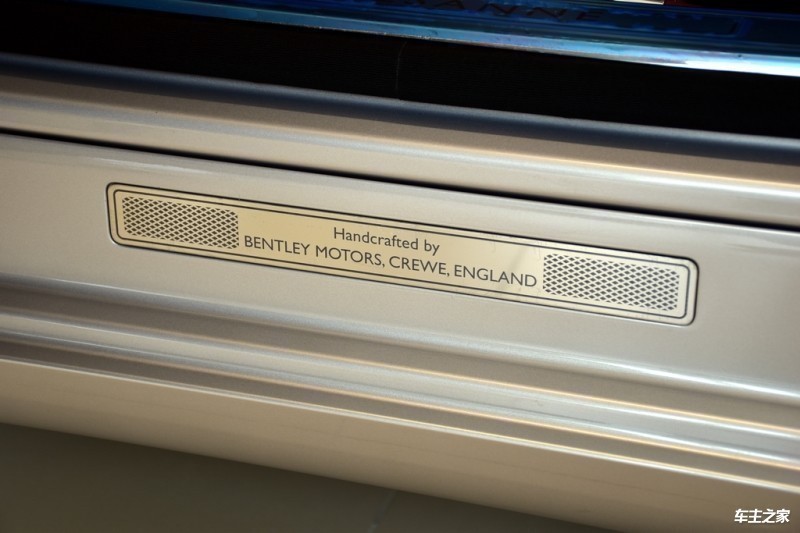 Handcrafted by
BENTLEY MOTORS, CREWE, ENGLAND
车主之家